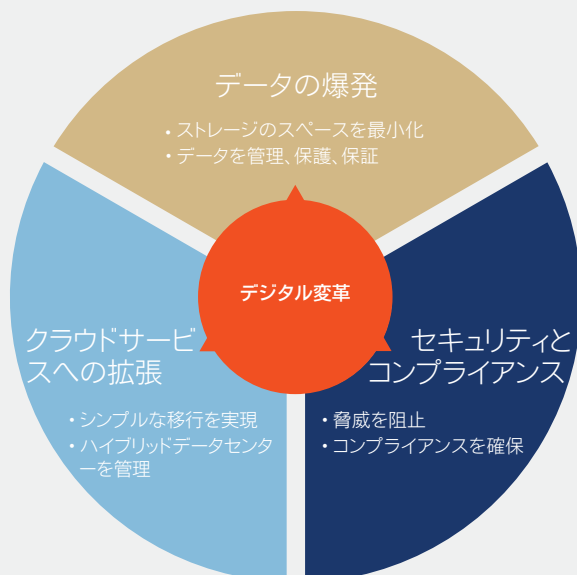 データの爆発
・ストレージのスペースを最小化
・データを管理、保護、保証
デジタル変革
クラウドサービ
スへの拡張
・シンプルな移行を実現
・ハイブリッドデータセンタ
ーを管理
セキュリティと
コンプライアンス
・脅威を阻止
・コンプライアンスを確保